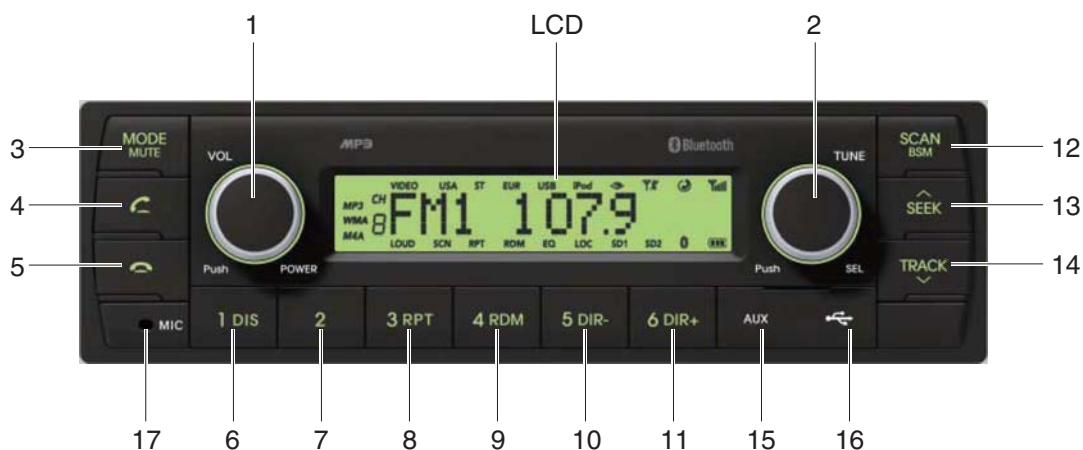 1 LCD 2
MODE
MUTE
VOL
MP3
Bluetooth
TUNE
SCAN
BSM
3
12
VIDEO USA ST EUR USB iPod
MP3 CH
WMA 8 FM1 107.9
M4A
LOUD SCN RPT RDM EQ LOC SD1 SD2
4
SEEK
13
5
Push POWER
Push SEL
TRACK
14
MIC
1 DIS 2 3 RPT 4 RDM 5 DIR- 6 DIR+ AUX
17 6 7 8 9 10 11 15 16